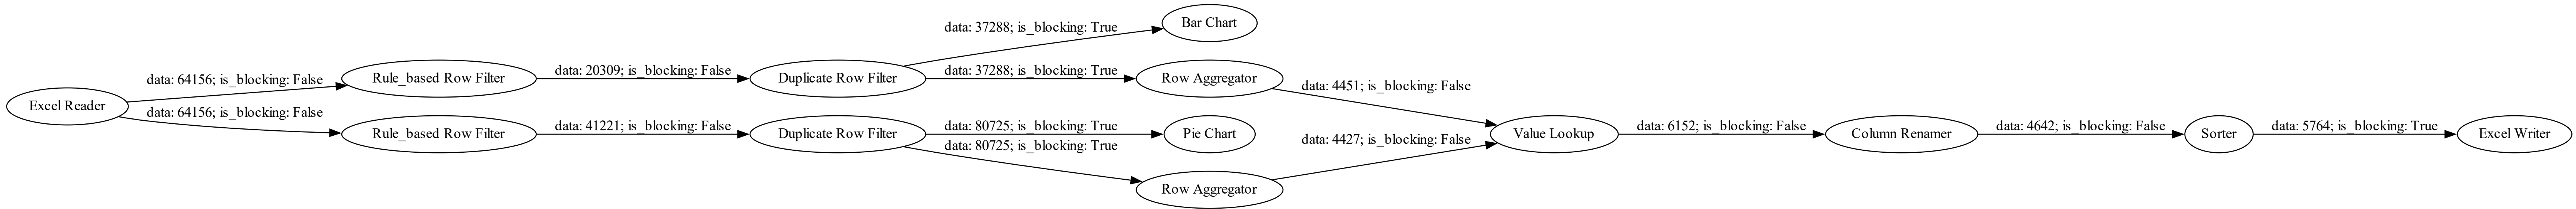 data: 37288; is_blocking: True
Bar Chart
data: 64156; is_blocking: False
Rule_based Row Filter
data: 20309; is_blocking: False
Duplicate Row Filter
data: 37288; is_blocking: True
Row Aggregator
data: 4451; is_blocking: False
Excel Reader
data: 64156; is_blocking: False
Rule_based Row Filter
data: 41221; is_blocking: False
Duplicate Row Filter
data: 80725; is_blocking: True
Pie Chart
data: 80725; is_blocking: True
Row Aggregator
data: 4427; is_blocking: False
Value Lookup
data: 6152; is_blocking: False
Column Renamer
data: 4642; is_blocking: False
Sorter
data: 5764; is_blocking: True
Excel Writer